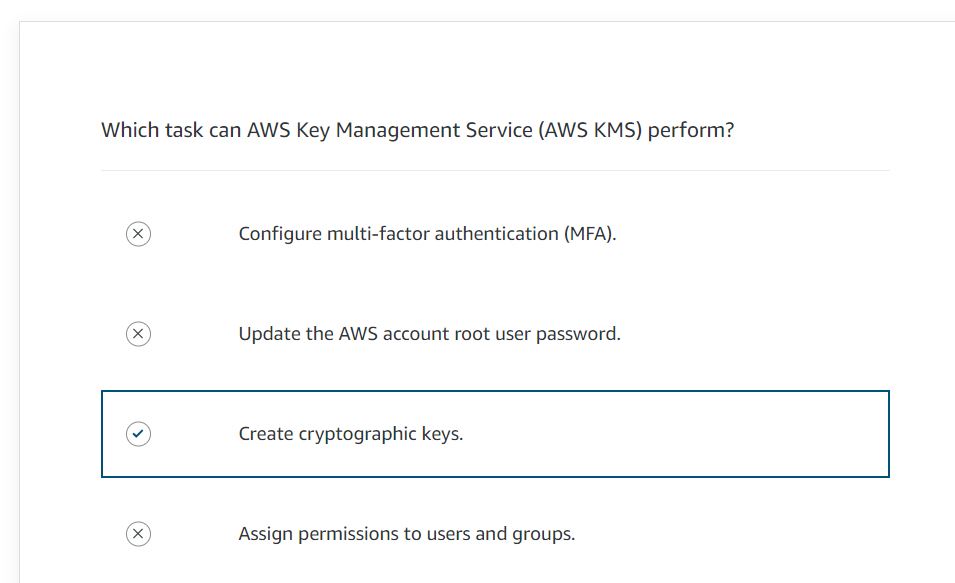 Which task can AWS Key Management Service (AWS KMS) perform?
Configure multi-factor authentication (MFA).
Update the AWS account root user password.
Create cryptographic keys.
Assign permissions to users and groups.